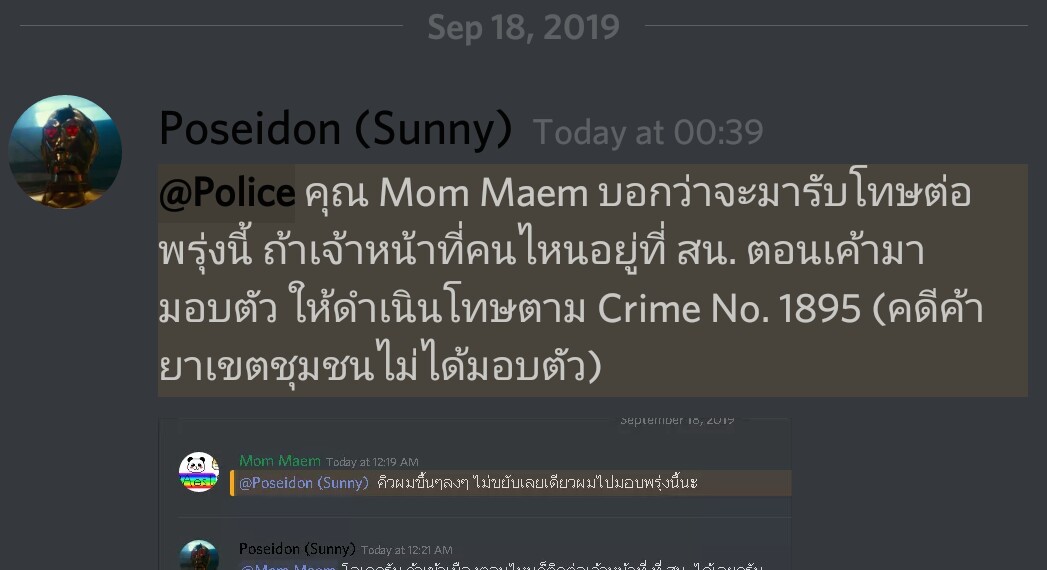 Sep 18, 2019
Poseidon (Sunny) Today at 00:39
@Police คุณ Mom Maem บอกว่าจะมารับโทษต่อ
พรุ่งนี้ ถ้าเจ้าหน้าที่คนไหนอยู่ที่ สน. ตอนเค้ามา
มอบตัว ให้ดำเนินโทษตาม Crime No. 1895 (คดีค้า
ยาเขตชุมชนไม่ได้มอบตัว)
September 18, 2019
Mom Maem Today at 12:19 AM
@Poseidon (Sunny) คิวผมขึ้นๆลงๆ ไม่ขยับเลยเดียวผมไปมอบพรุ่งนี้นะ
Poseidon (Sunny) Today at 12:21 AM
@Mom Maem